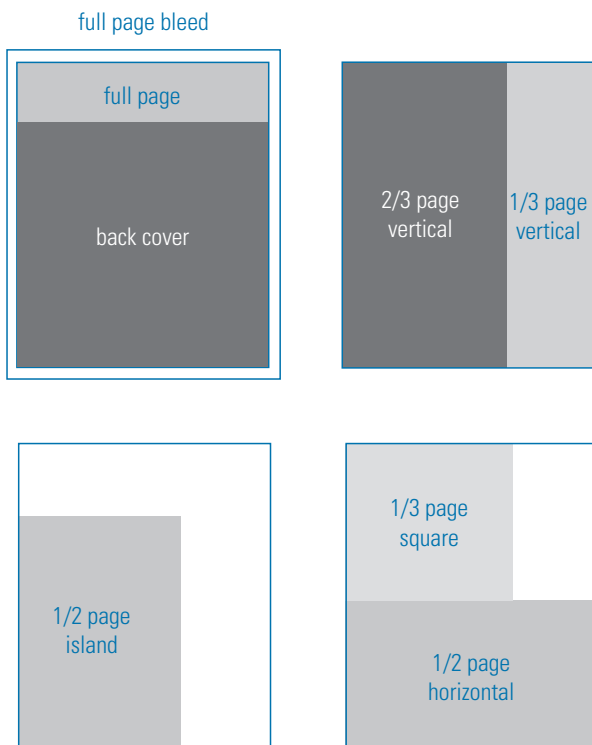 full page bleed
full page
back cover
2/3 page
vertical
1/3 page
vertical
1/2 page
island
1/3 page
square
1/2 page
horizontal